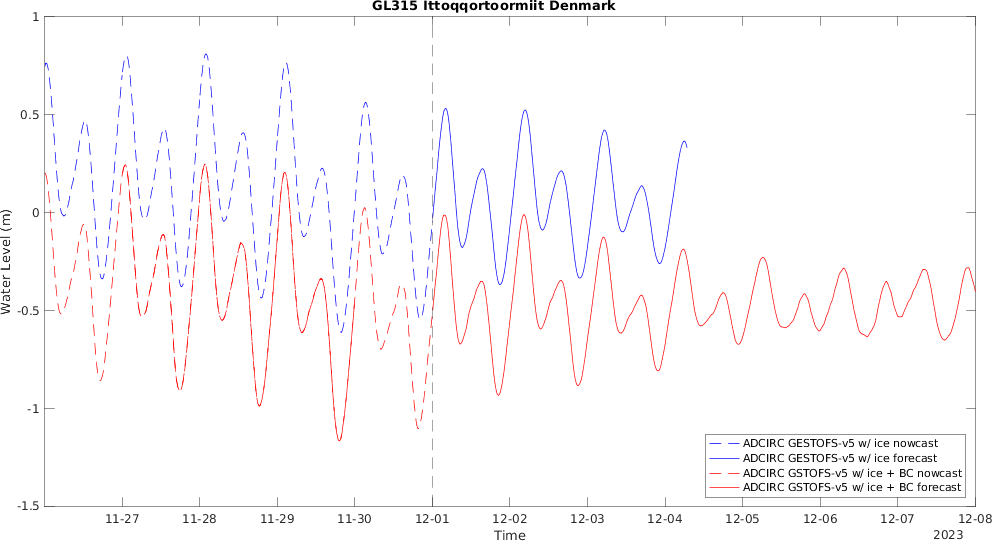 GL315 Ittoqqortoormiit Denmark
1
0.5
0
-0.5
-1
-1.5
Water Level (m)
11-27 11-28 11-29 11-30 12-01 12-02 12-03 12-04 12-05 12-06 12-07 12-08
Time
2023
ADCIRC GESTOFS-v5 w/ ice nowcast
ADCIRC GESTOFS-v5 w/ ice forecast
ADCIRC GSTOFS-v5 w/ ice + BC nowcast
ADCIRC GSTOFS-v5 w/ ice + BC forecast